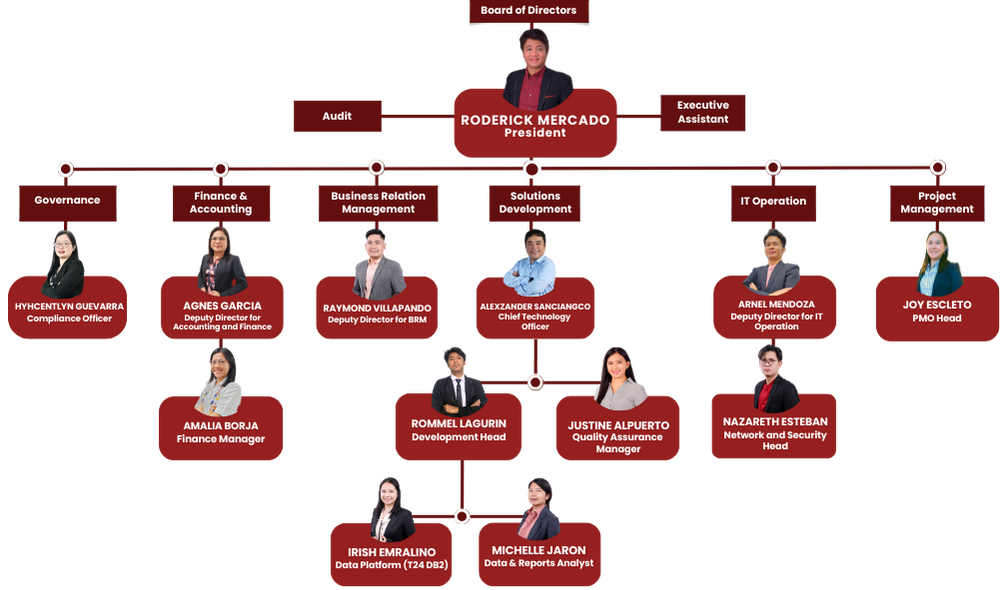 Board of Directors
RODERICK MERCADO
President
Audit
Executive
Assistant
Governance
Finance &
Accounting
Business Relation
Management
Solutions
Development
IT Operation
Project
Management
HYHCENTLYN GUEVARRA
Compliance Officer
AGNES GARCIA
Deputy Director for
Accounting and Finance
RAYMOND VILLAPANDO
Deputy Director for BRM
ALEXZANDER SANCIANGCO
Chief Technology
Officer
ARNEL MENDOZA
Deputy Director for IT
Operation
JOY ESCLETO
PMO Head
AMALIA BORJA
Finance Manager
ROMMEL LAGURIN
Development Head
JUSTINE ALPUERTO
Quality Assurance
Manager
NAZARETH ESTEBAN
Network and Security
Head
IRISH EMRALINO
Data Platform (T24 DB2)
MICHELLE JARON
Data & Reports Analyst